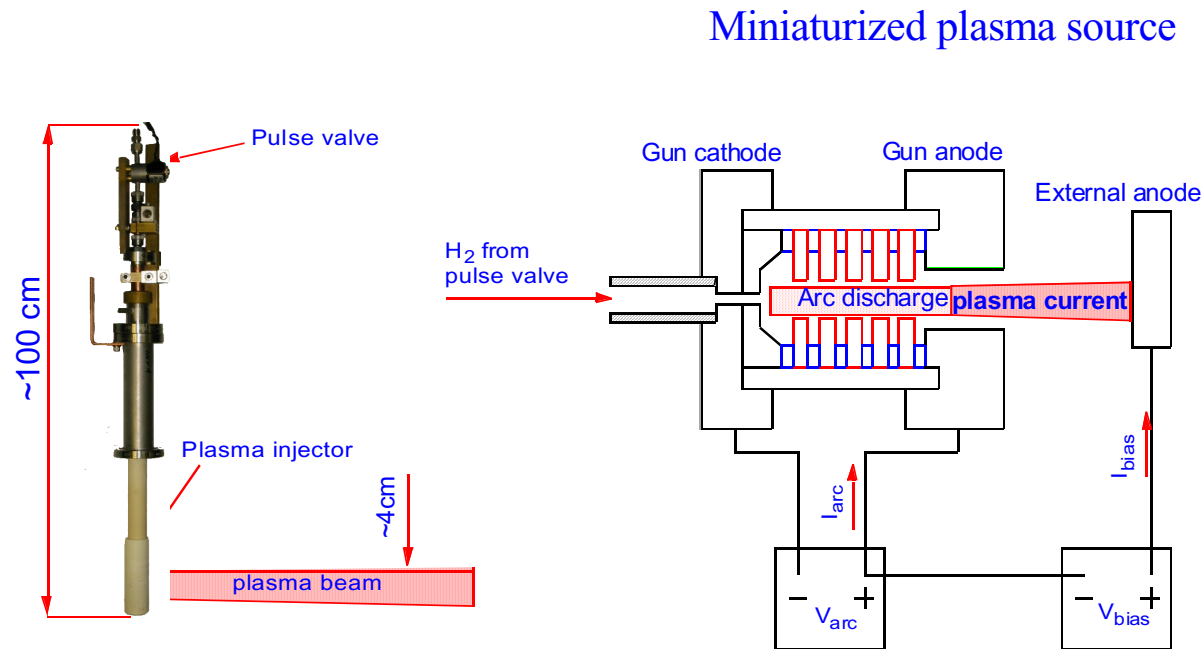 Miniaturized plasma source
Pulse valve
~100 cm
Plasma injector
~4cm
plasma beam
Gun cathode
Gun anode
External anode
H2 from
pulse valve
Arc discharge
plasma current
Iarc
Ibias
− +
Varc
− +
Vbias